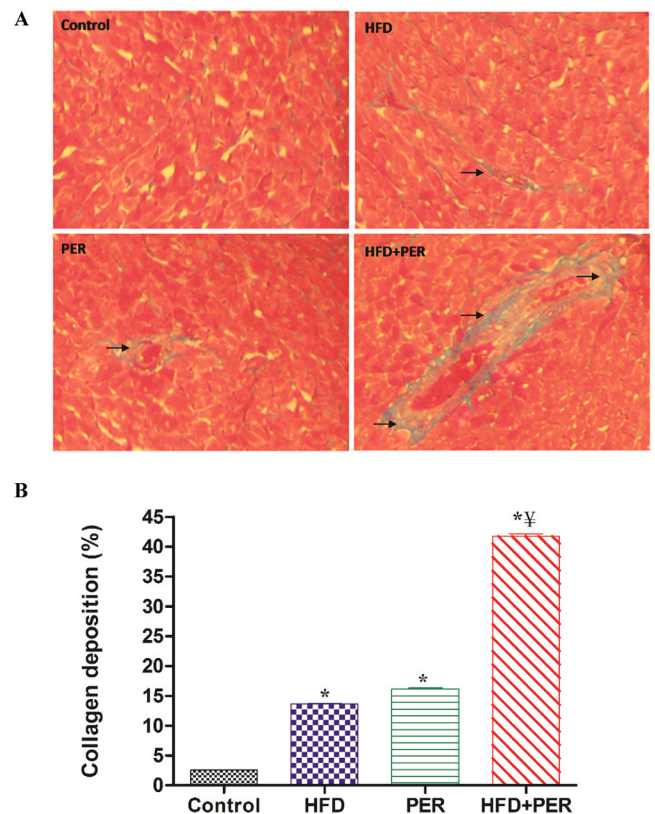 A
Control
HFD
PER
HFD+PER
B
Collagen deposition (%)
45
40
35
30
25
20
15
10
5
0
*
*
*¥
Control HFD PER HFD+PER